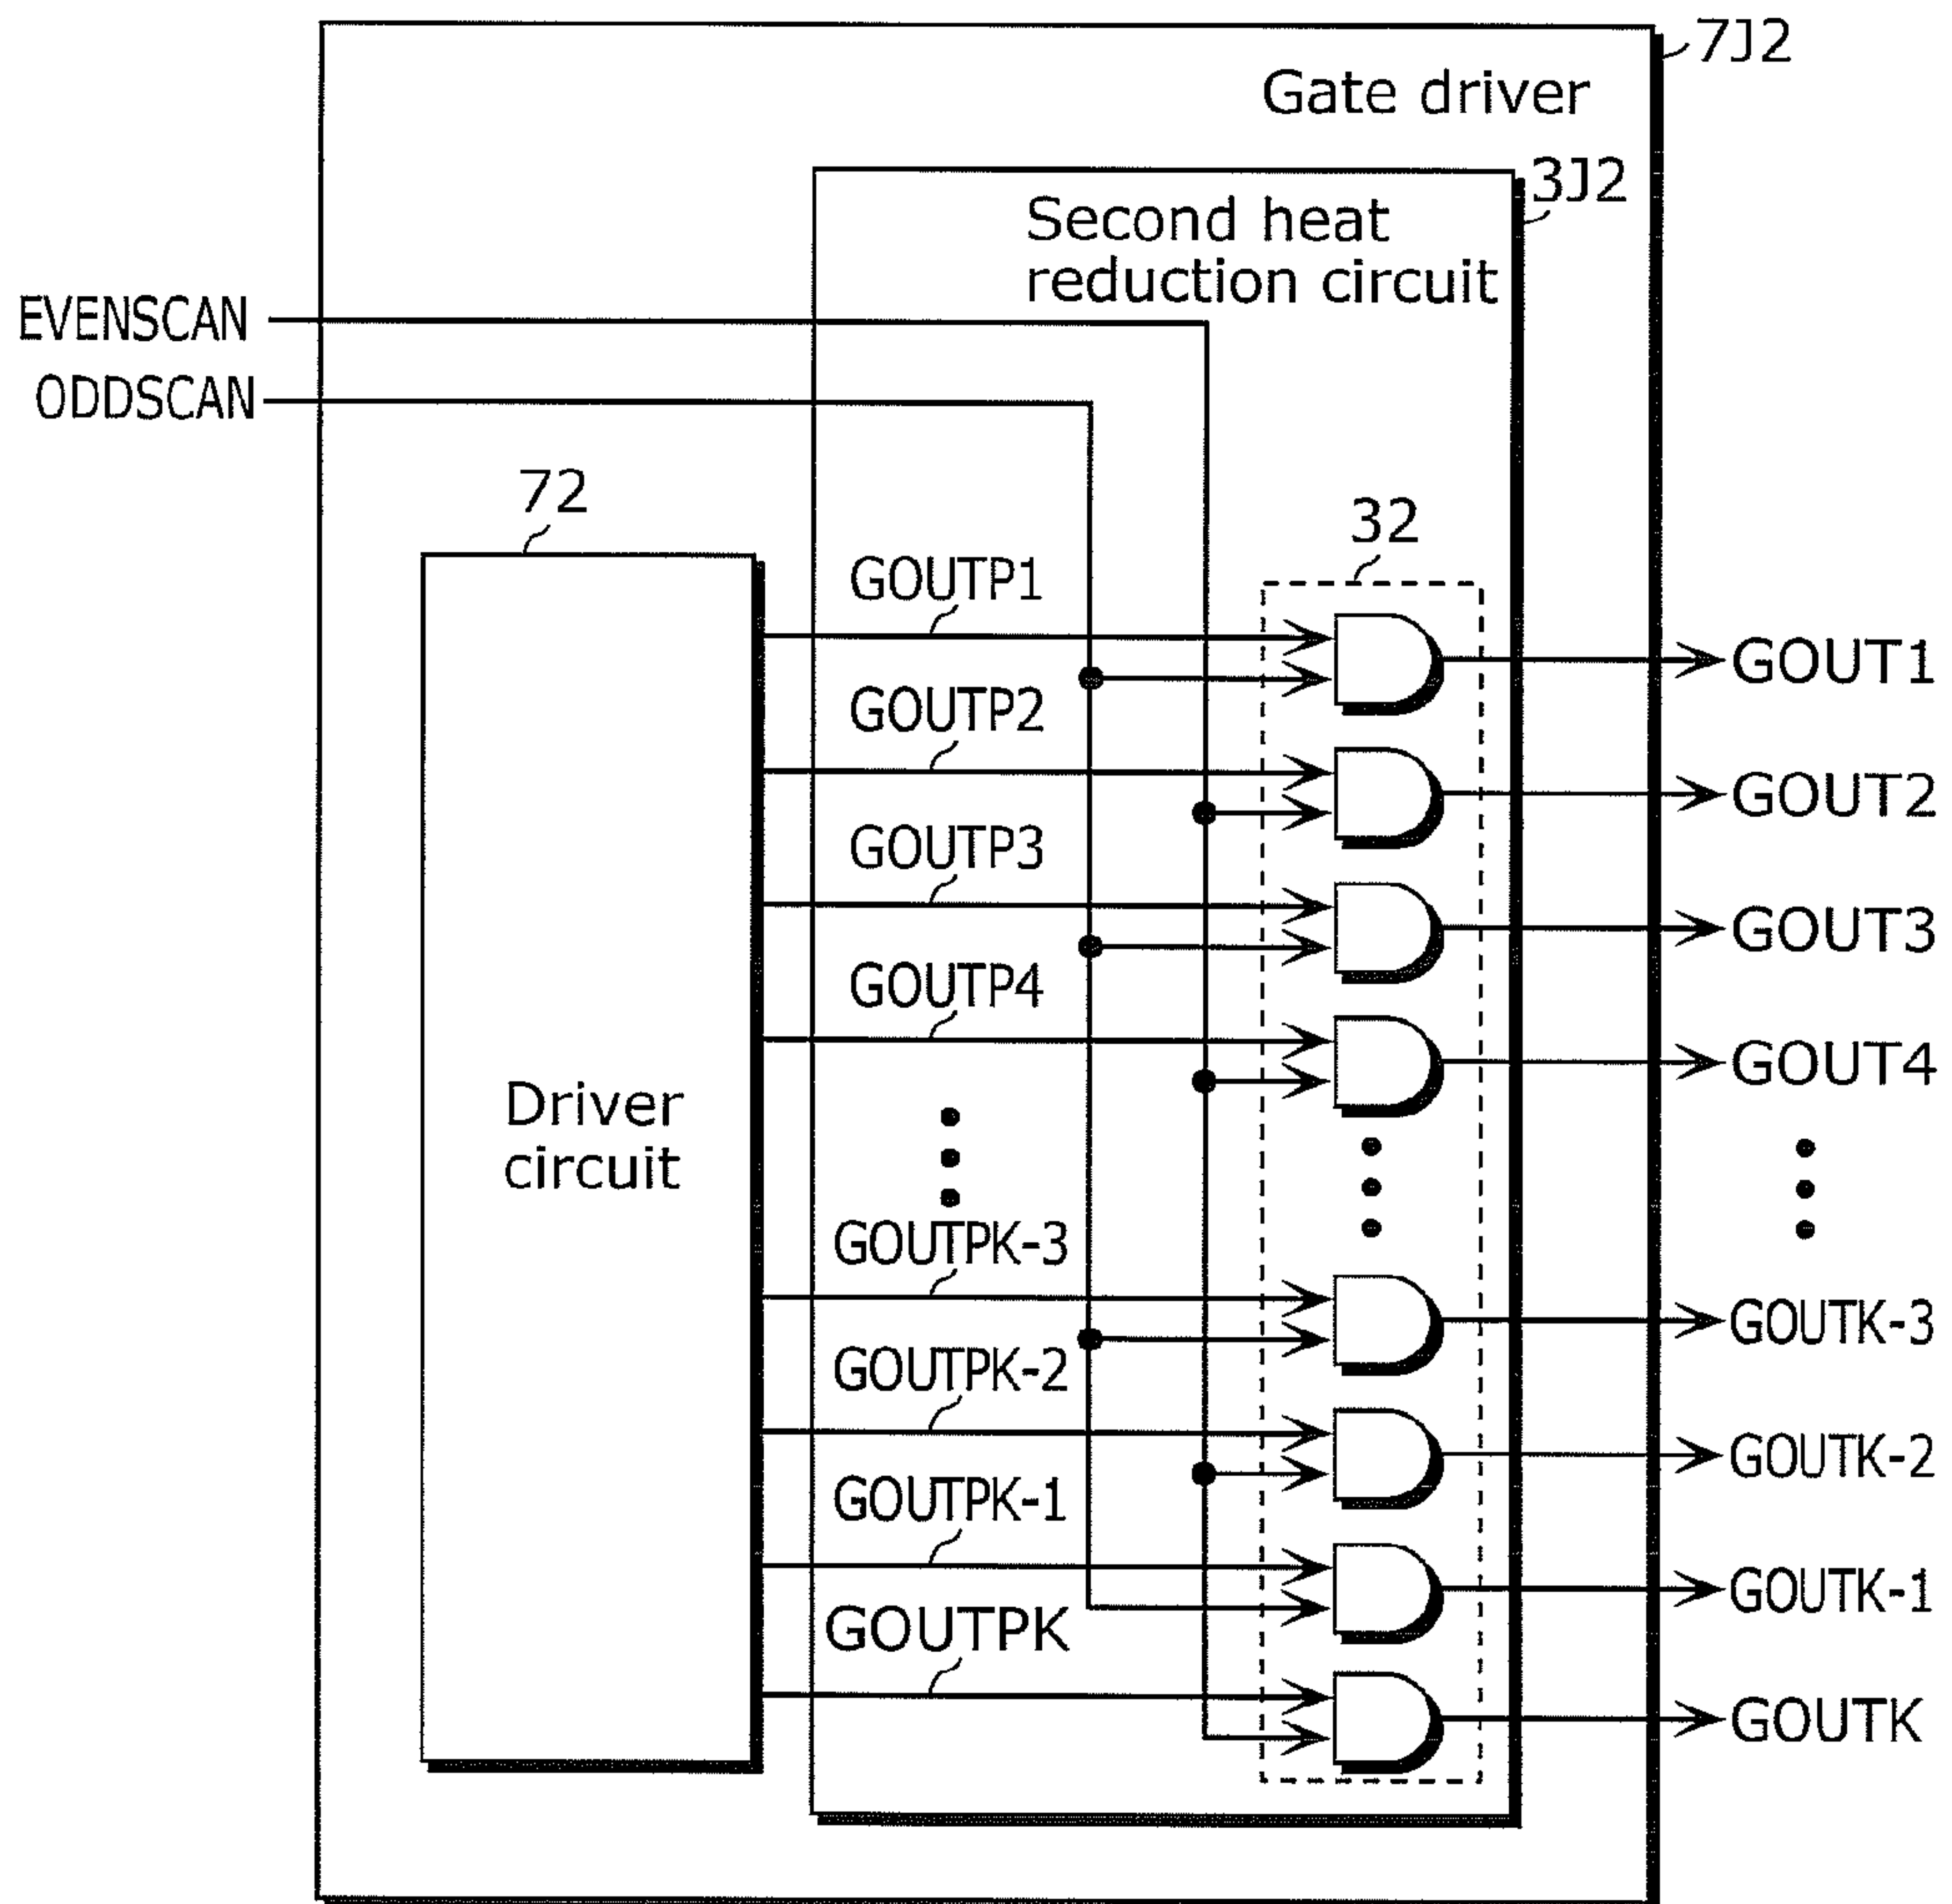 7J2
Gate driver
3J2
Second heat
reduction circuit
EVENSCAN
ODDSCAN
72
32
GOUTP1
GOUT1
GOUTP2
GOUT2
GOUTP3
GOUT3
GOUTP4
GOUT4
Driver
circuit
GOUTPK-3
GOUTK-3
GOUTPK-2
GOUTK-2
GOUTPK-1
GOUTK-1
GOUTPK
GOUTK